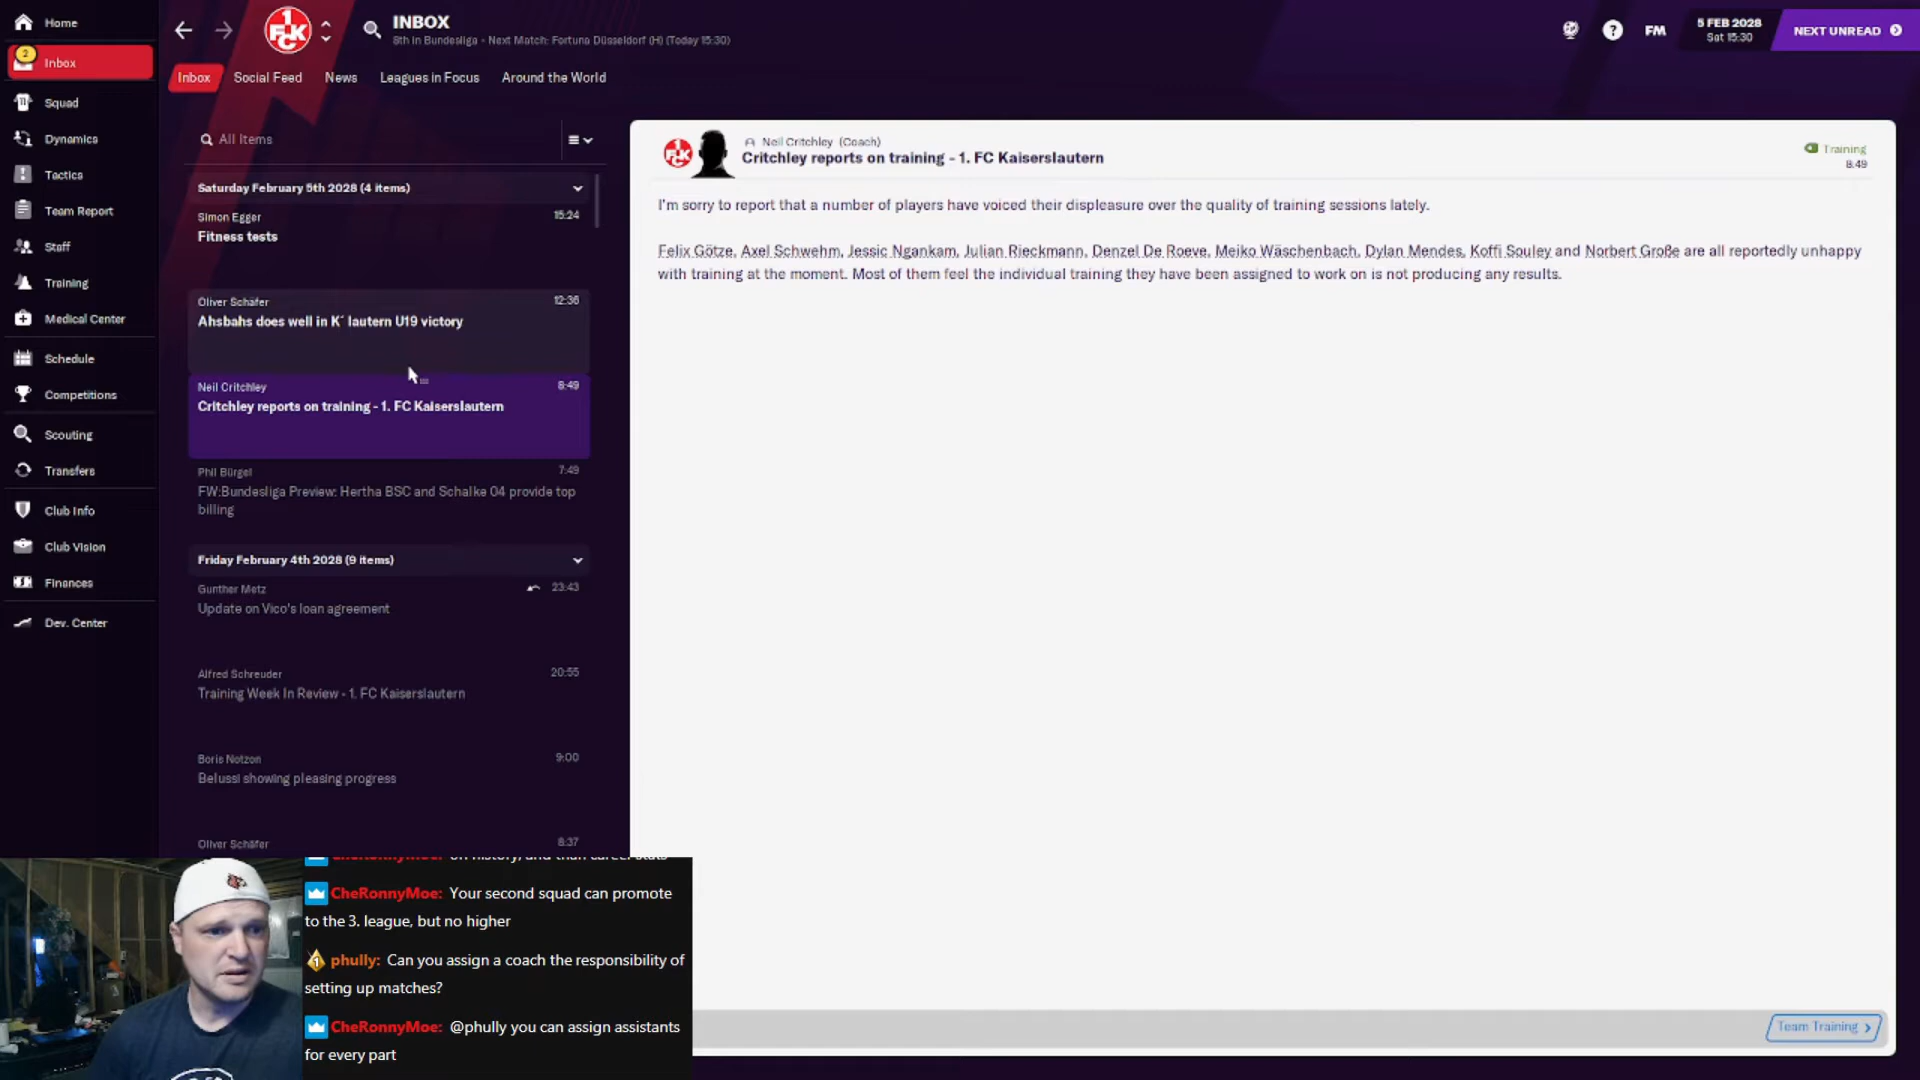 Home
2
Inbox
Squad
Dynamics
Tactics
Team Report
Staff
Training
Medical Center
Schedule
Competitions
Scouting
Transfers
Club Info
Club Vision
Finances
Dev. Center
INBOX
8th in Bundesliga - Next Match: Fortuna Düsseldorf (H) (Today 15:30)
FM
5 FEB 2028
Sat 15:30
NEXT UNREAD
Inbox
Social Feed
News
Leagues in Focus
Around the World
All Items
Saturday February 5th 2028 (4 items)
Simon Egger
15:24
Fitness tests
Oliver Schäfer
12:36
Ahsbahs does well in K´lautern U19 victory
Neil Critchley
8:49
Critchley reports on training - 1. FC Kaiserslautern
Phil Bürgel
7:49
FW:Bundesliga Preview: Hertha BSC and Schalke 04 provide top
billing
Friday February 4th 2028 (9 items)
Gunther Metz
23:43
Update on Vico's loan agreement
Alfred Schreuder
20:55
Training Week In Review - 1. FC Kaiserslautern
Boris Notzon
9:00
Belussi showing pleasing progress
Oliver Schäfer
8:37
Neil Critchley (Coach)
Critchley reports on training - 1. FC Kaiserslautern
Training
8:49
I'm sorry to report that a number of players have voiced their displeasure over the quality of training sessions lately.
Felix Götze, Axel Schwehm, Jessic Ngankam, Julian Rieckmann, Denzel De Roeve, Meiko Wäschenbach, Dylan Mendes, Koffi Souley and Norbert Große are all reportedly unhappy
with training at the moment. Most of them feel the individual training they have been assigned to work on is not producing any results.
Team Training
CheRonnyMoe: on history, and than career stats
CheRonnyMoe: Your second squad can promote
to the 3. league, but no higher
phully: Can you assign a coach the responsibility of
setting up matches?
CheRonnyMoe: @phully you can assign assistants
for every part